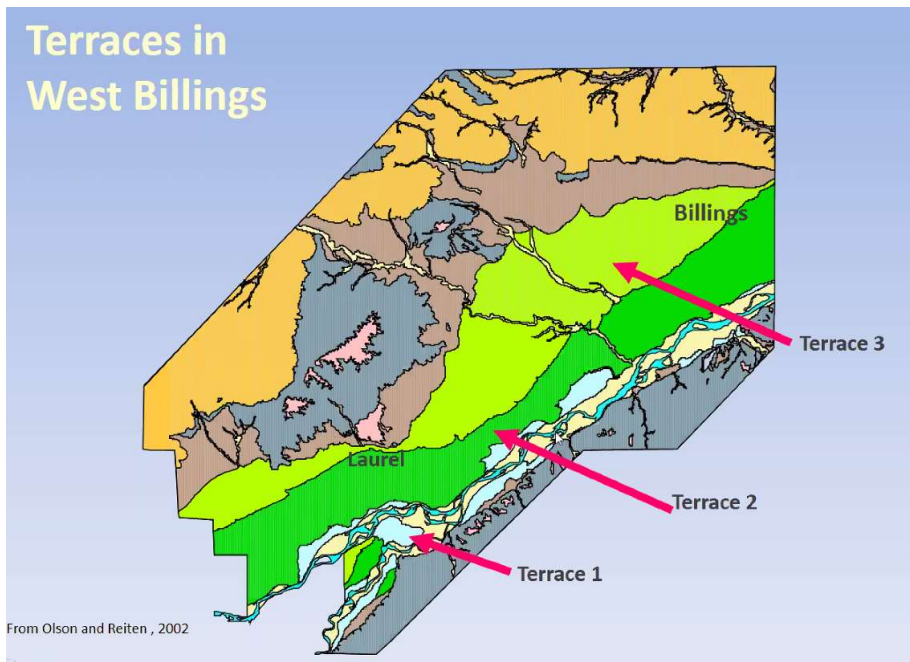 Terraces in
West Billings
Billings
Terrace 3
Laurel
Terrace 2
Terrace 1
From Olson and Reiten , 2002